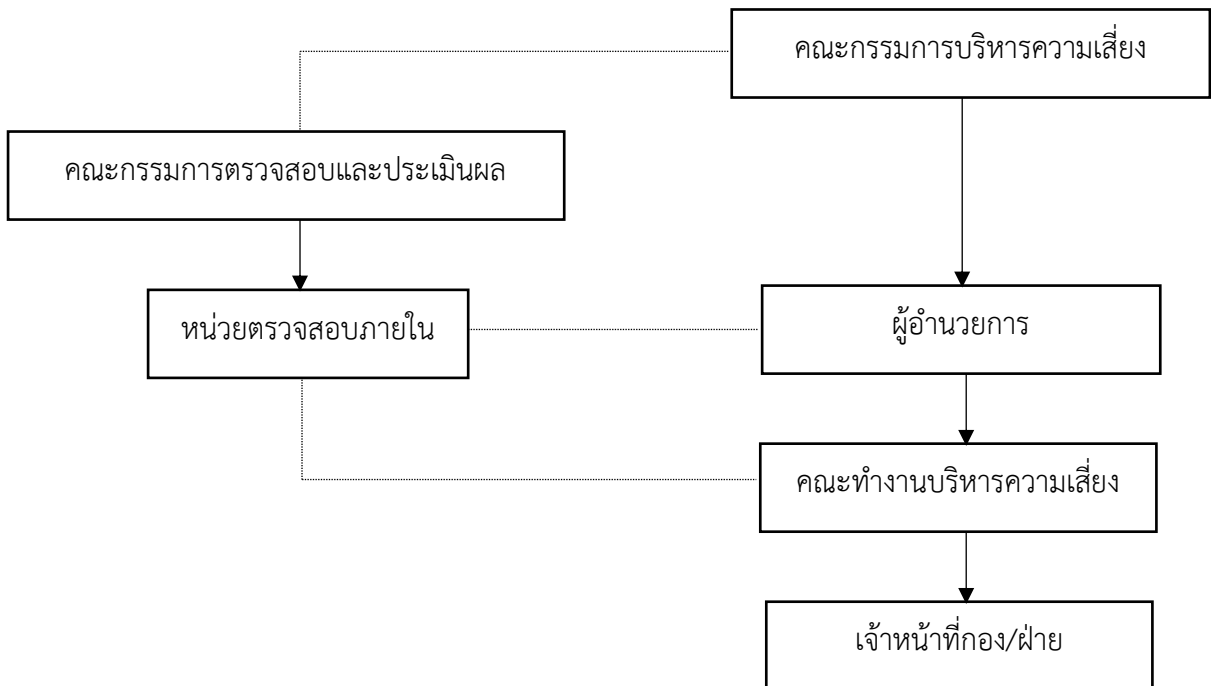 คณะกรรมการบริหารความเสี่ยง
คณะกรรมการตรวจสอบและประเมินผล
หน่วยตรวจสอบภายใน
ผู้อำนวยการ
คณะทำงานบริหารความเสี่ยง
เจ้าหน้าที่กอง/ฝ่าย